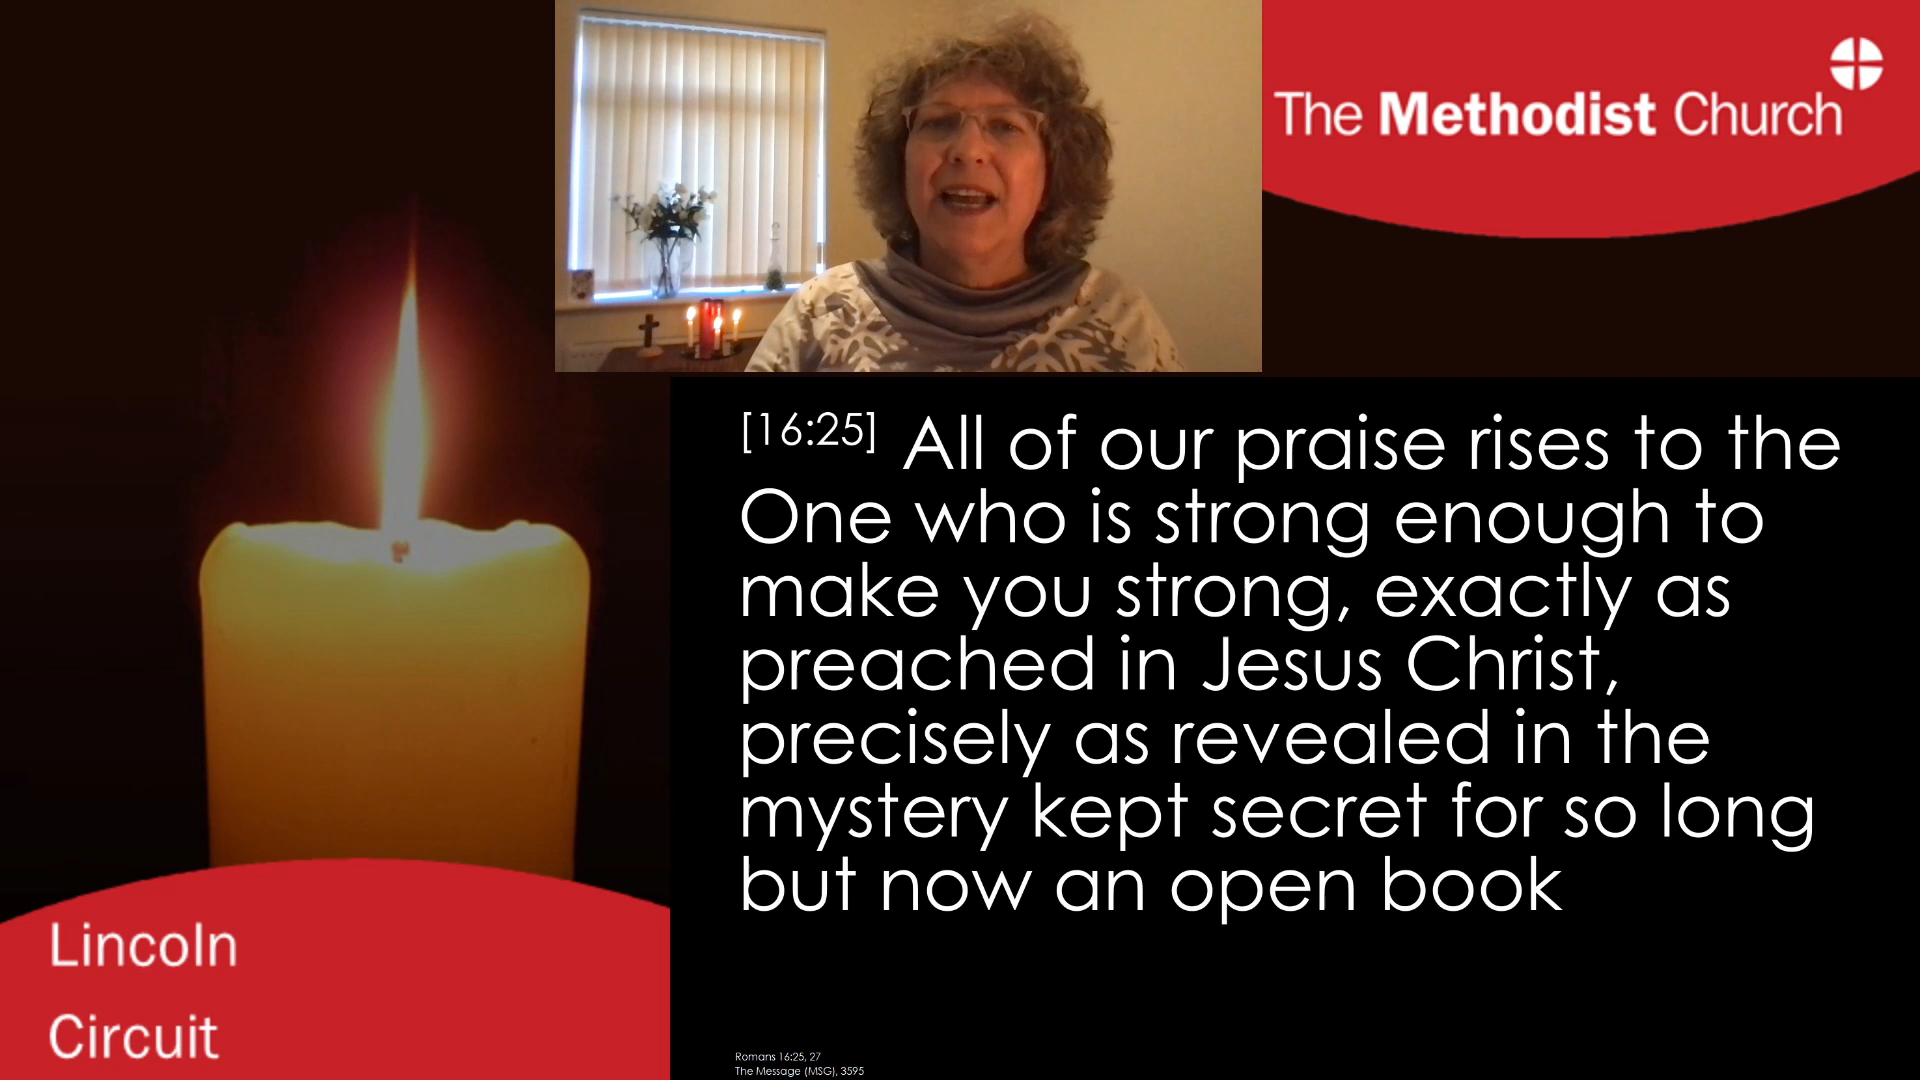 The Methodist Church
[16:25] All of our praise rises to the
One who is strong enough to
make you strong, exactly as
preached in Jesus Christ,
precisely as revealed in the
mystery kept secret for so long
but now an open book
Lincoln
Circuit
Romans 16:25, 27
The Message (MSG), 3595